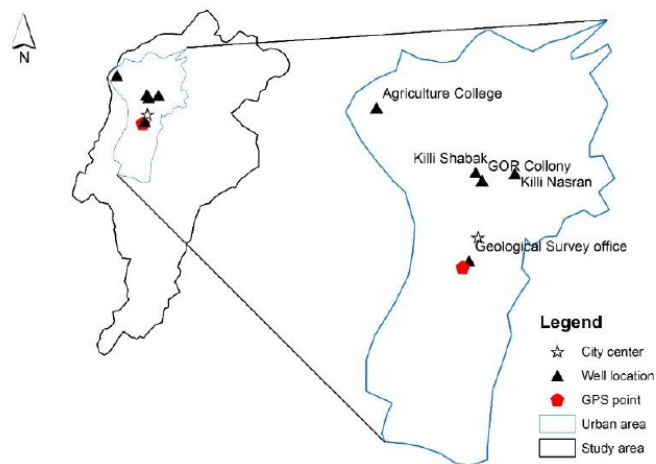 N
Agriculture College
Killi Shabak
GOR Collony
Killi Nasran
Geological Survey office
Legend
City center
Well location
GPS point
Urban area
Study area